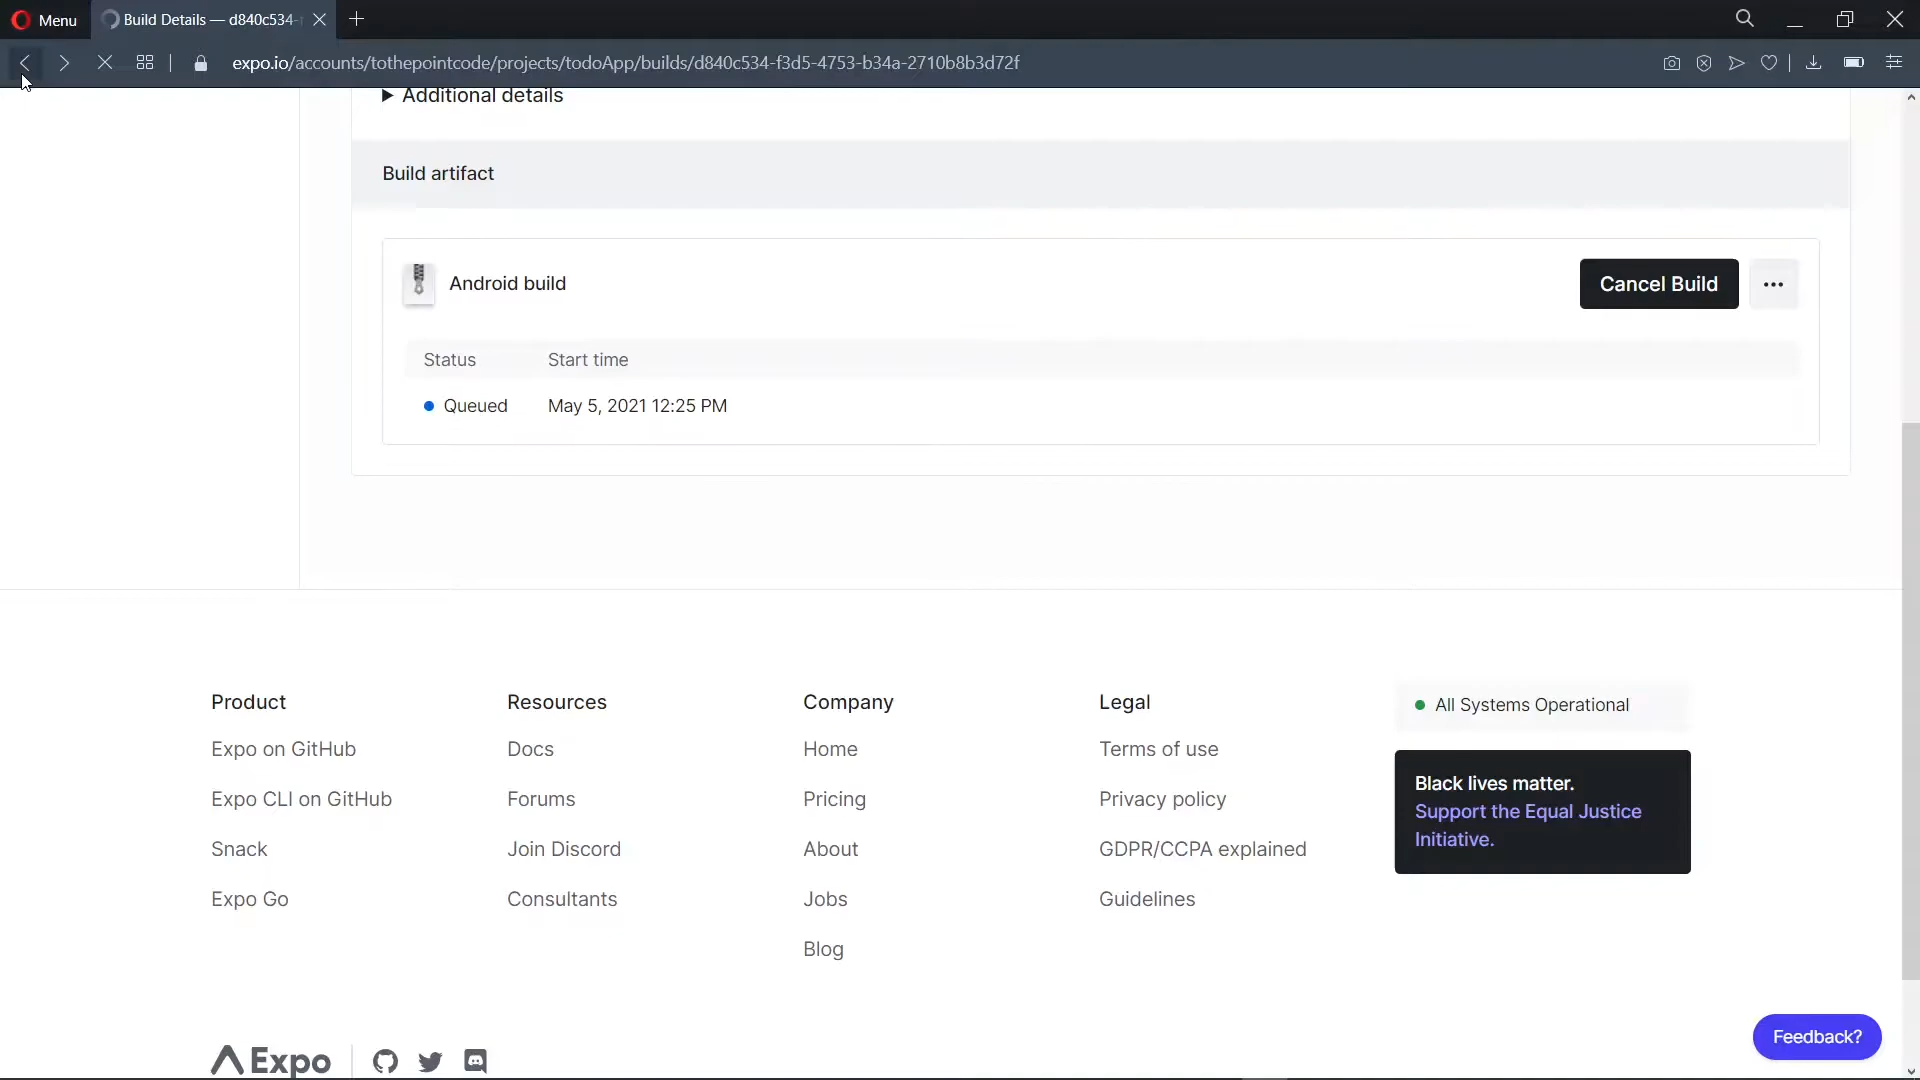 Menu
Build Details — d840c534-
expo.io/accounts/tothepointcode/projects/todoApp/builds/d840c534-f3d5-4753-b34a-2710b8b3d72f
Additional details
Build artifact
Android build
Cancel Build
Status Start time
Queued May 5, 2021 12:25 PM
Product
Expo on GitHub
Expo CLI on GitHub
Snack
Expo Go
Resources
Docs
Forums
Join Discord
Consultants
Company
Home
Pricing
About
Jobs
Blog
Legal
Terms of use
Privacy policy
GDPR/CCPA explained
Guidelines
All Systems Operational
Black lives matter.
Support the Equal Justice
Initiative.
Expo
Feedback?